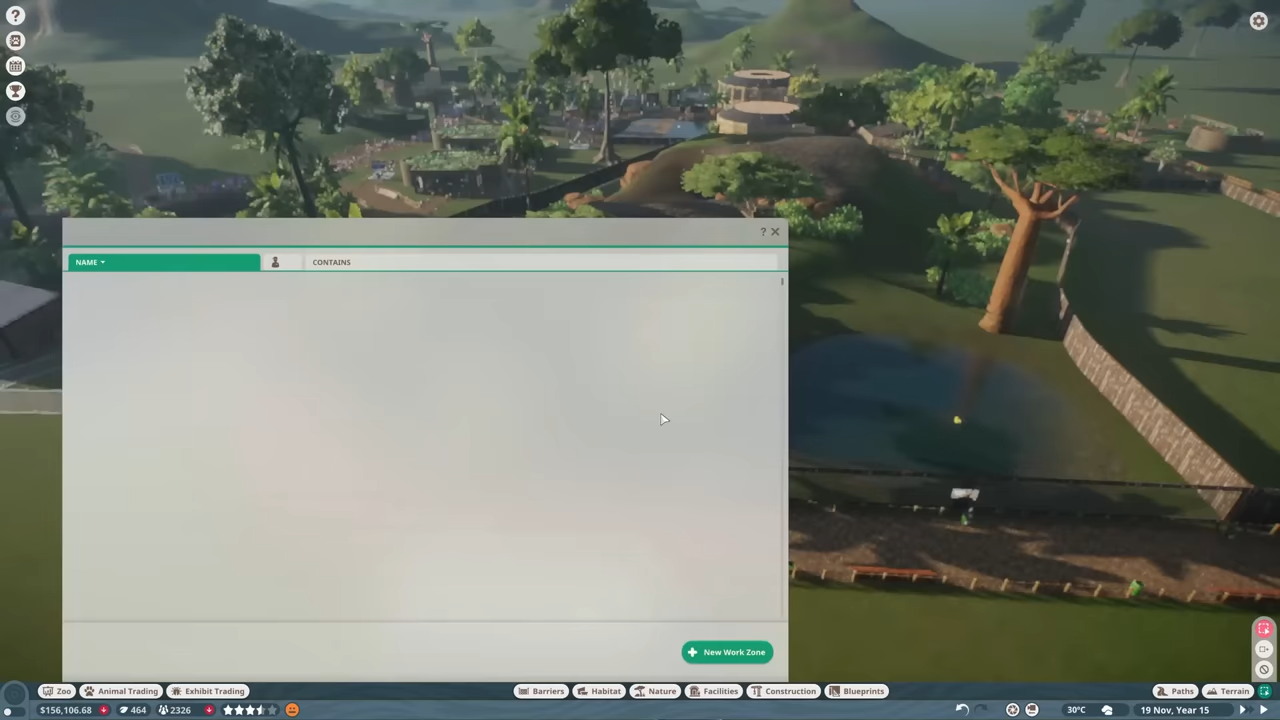 NAME
CONTAINS
New Work Zone
Zoo
Animal Trading
Exhibit Trading
Barriers
Habitat
Nature
Facilities
Construction
Blueprints
Paths
Terrain
$156,106.68
464
2326
30°C
19 Nov, Year 15